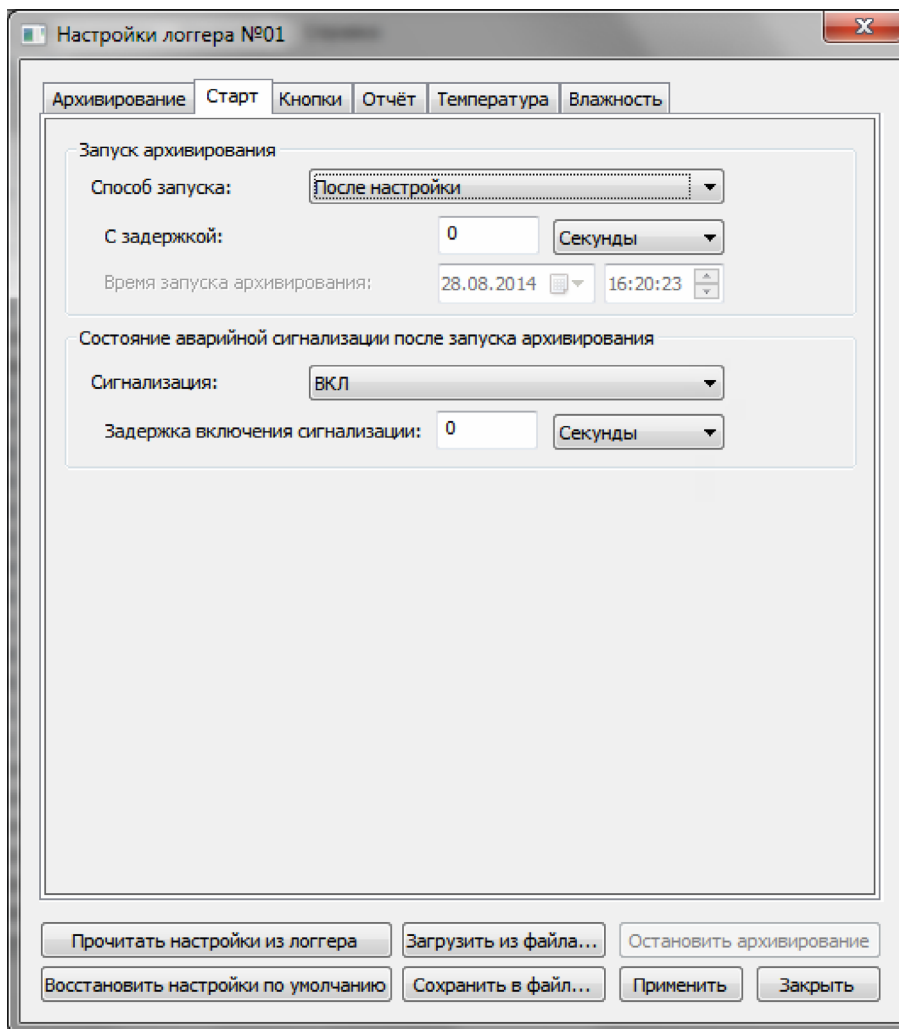 Настройки логгера №01
Архивирование Старт Кнопки Отчёт Температура Влажность
Запуск архивирования
Способ запуска: После настройки
С задержкой: 0 Секунды
Время запуска архивирования: 28.08.2014 16:20:23
Состояние аварийной сигнализации после запуска архивирования
Сигнализация: ВКЛ
Задержка включения сигнализации: 0 Секунды
Прочитать настройки из логгера Загрузить из файла... Остановить архивирование
Восстановить настройки по умолчанию Сохранить в файл... Применить Закрыть